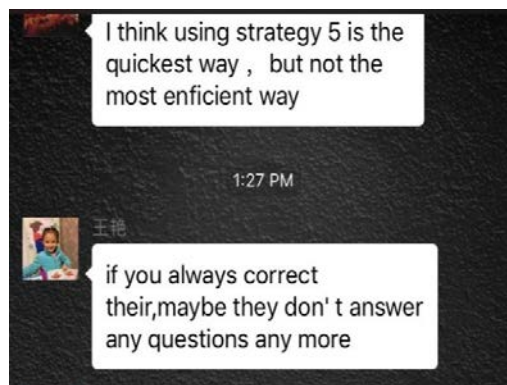 I think using strategy 5 is the
quickest way， but not the
most enficient way
1:27 PM
王艳
if you always correct
their,maybe they don' t answer
any questions any more